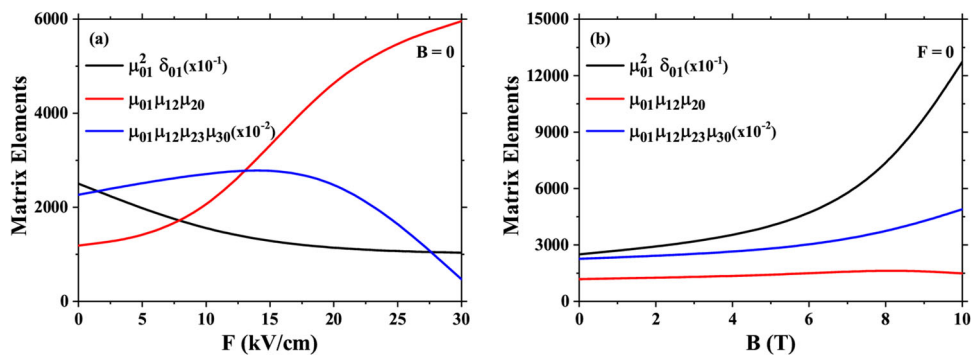 (a)
B = 0
μ²₀₁ δ₀₁(x10⁻¹)
μ₀₁μ₁₂μ₂₀
μ₀₁μ₁₂μ₂₃μ₃₀(x10⁻²)
Matrix Elements
6000
4000
2000
0
0 5 10 15 20 25 30
F (kV/cm)
(b)
F = 0
μ²₀₁ δ₀₁(x10⁻¹)
μ₀₁μ₁₂μ₂₀
μ₀₁μ₁₂μ₂₃μ₃₀(x10⁻²)
Matrix Elements
15000
12000
9000
6000
3000
0
0 2 4 6 8 10
B (T)